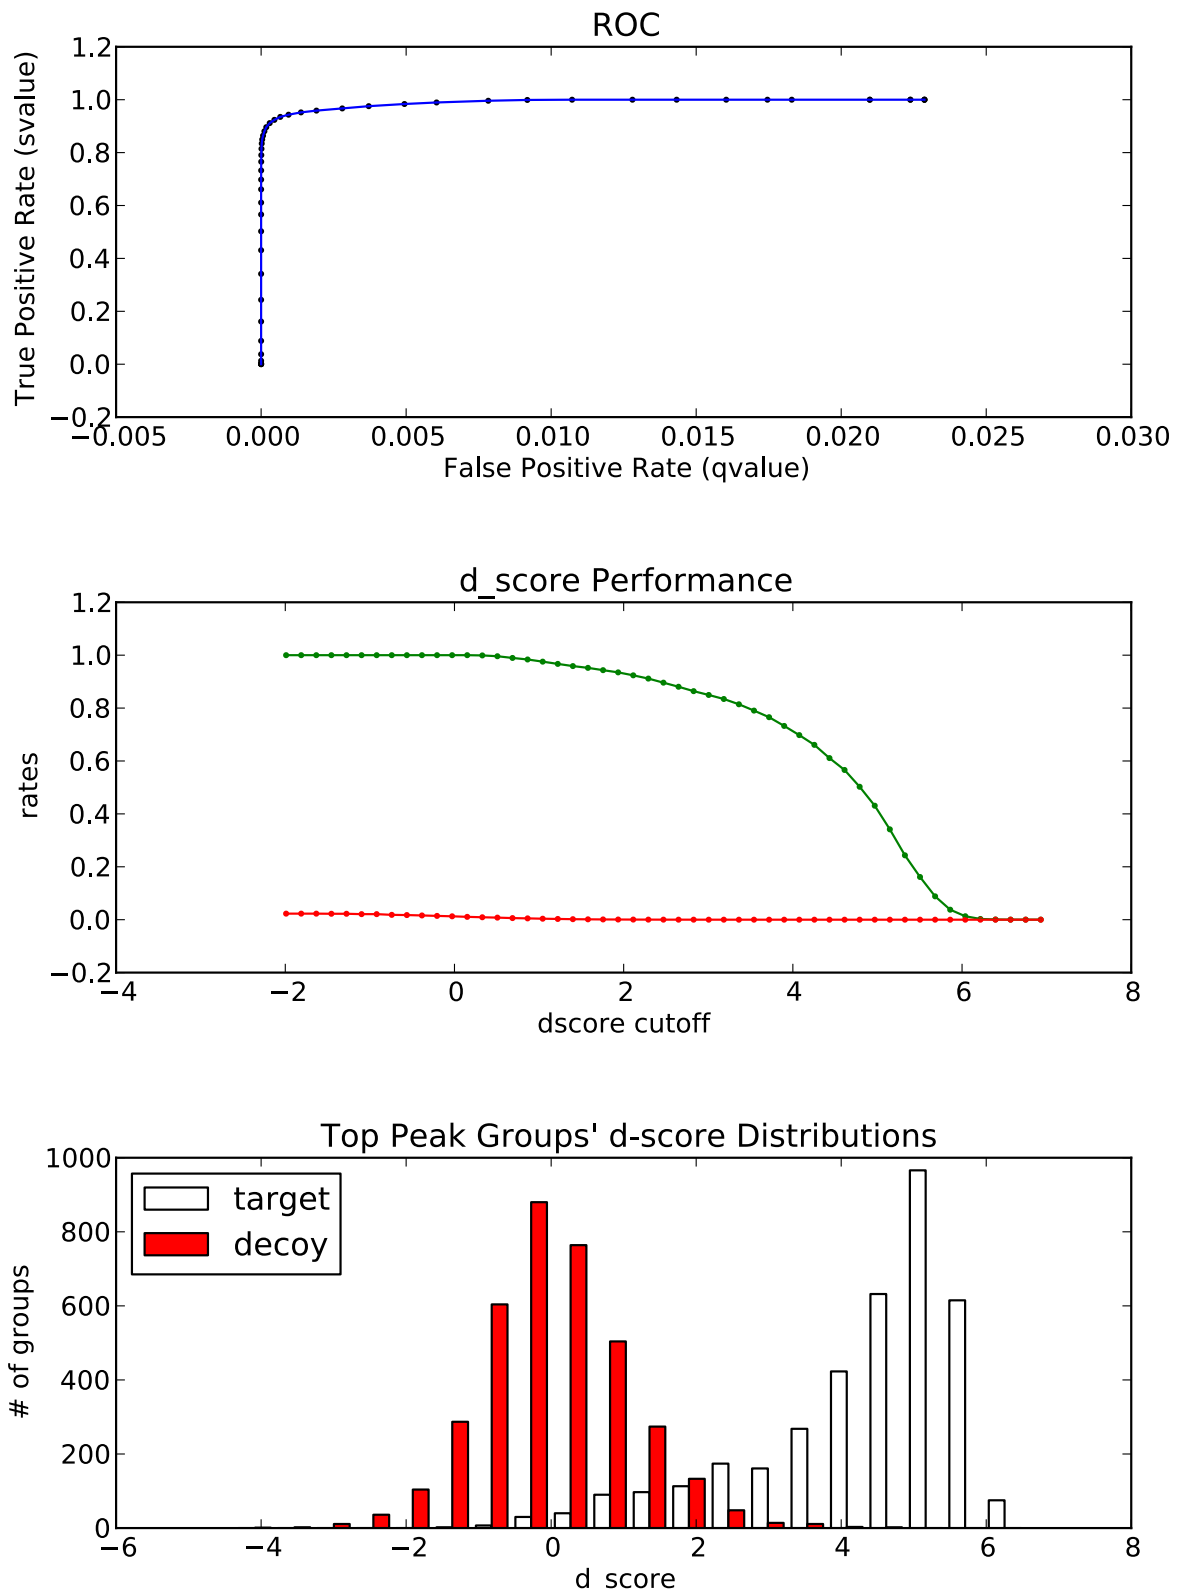 ROC
1.2
1.0
0.8
0.6
0.4
0.2
0.0
−0.2
−0.005 0.000 0.005 0.010 0.015 0.020 0.025 0.030
True Positive Rate (svalue)
False Positive Rate (qvalue)
d_score Performance
1.2
1.0
0.8
0.6
0.4
0.2
0.0
−0.2
−4 −2 0 2 4 6 8
rates
dscore cutoff
Top Peak Groups' d-score Distributions
1000
800
600
400
200
0
−6 −4 −2 0 2 4 6 8
target
decoy
# of groups
d_score